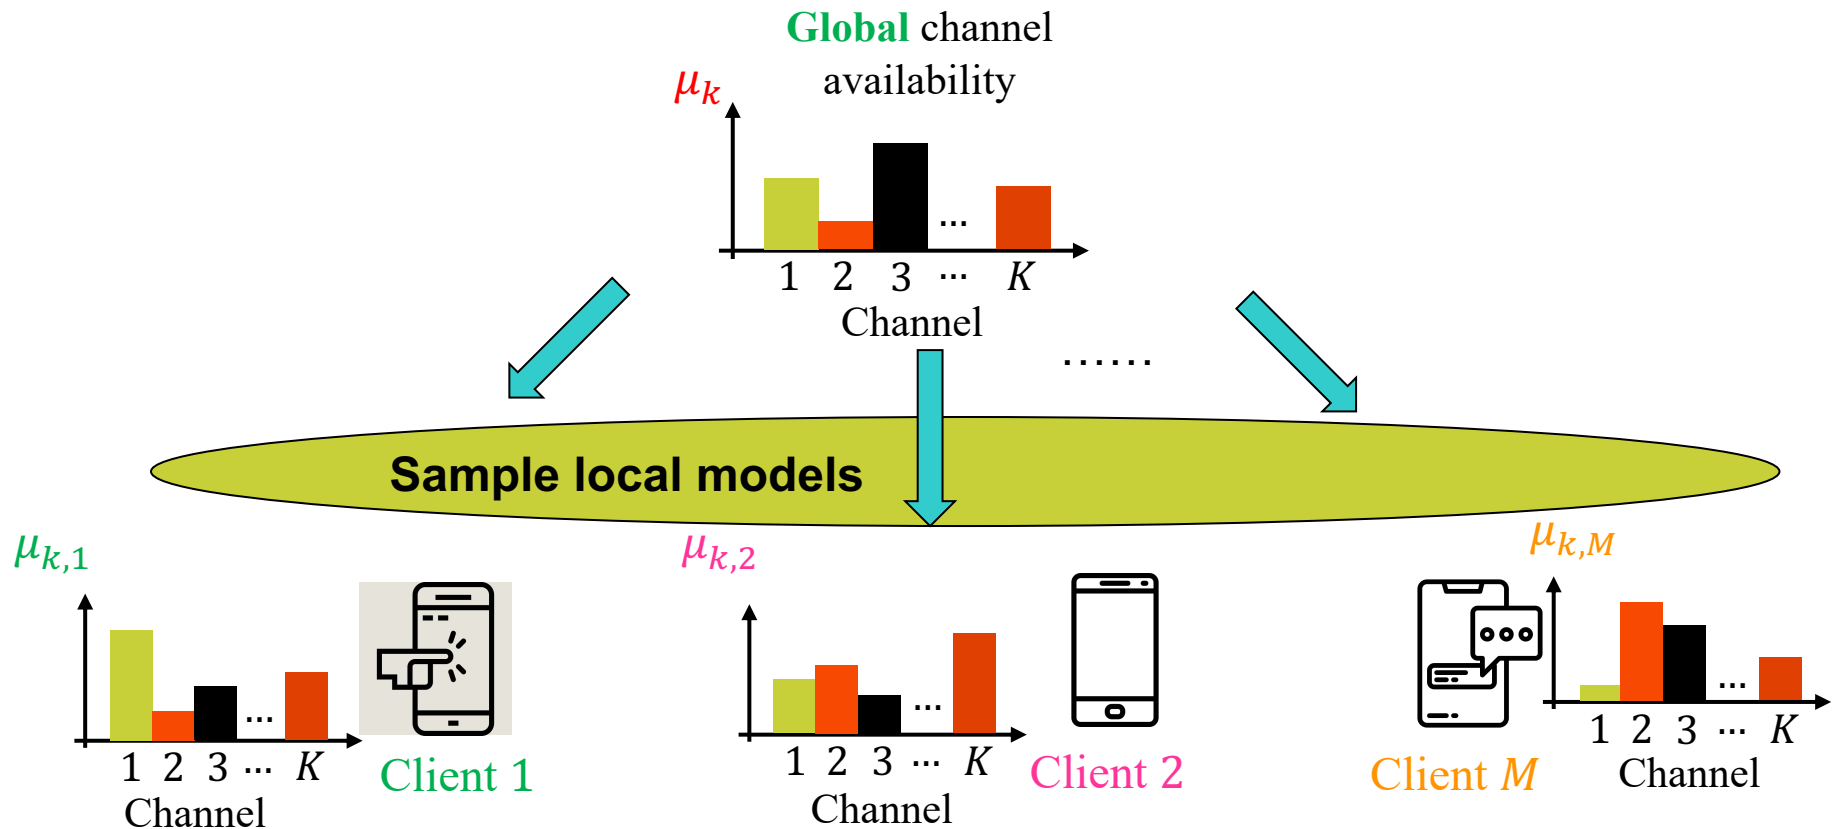 Global channel
availability
μ_k
...
1 2 3 ... K
Channel
......
Sample local models
μ_{k,1}
...
1 2 3 ... K
Channel
Client 1
μ_{k,2}
...
1 2 3 ... K
Channel
Client 2
μ_{k,M}
...
1 2 3 ... K
Channel
Client M